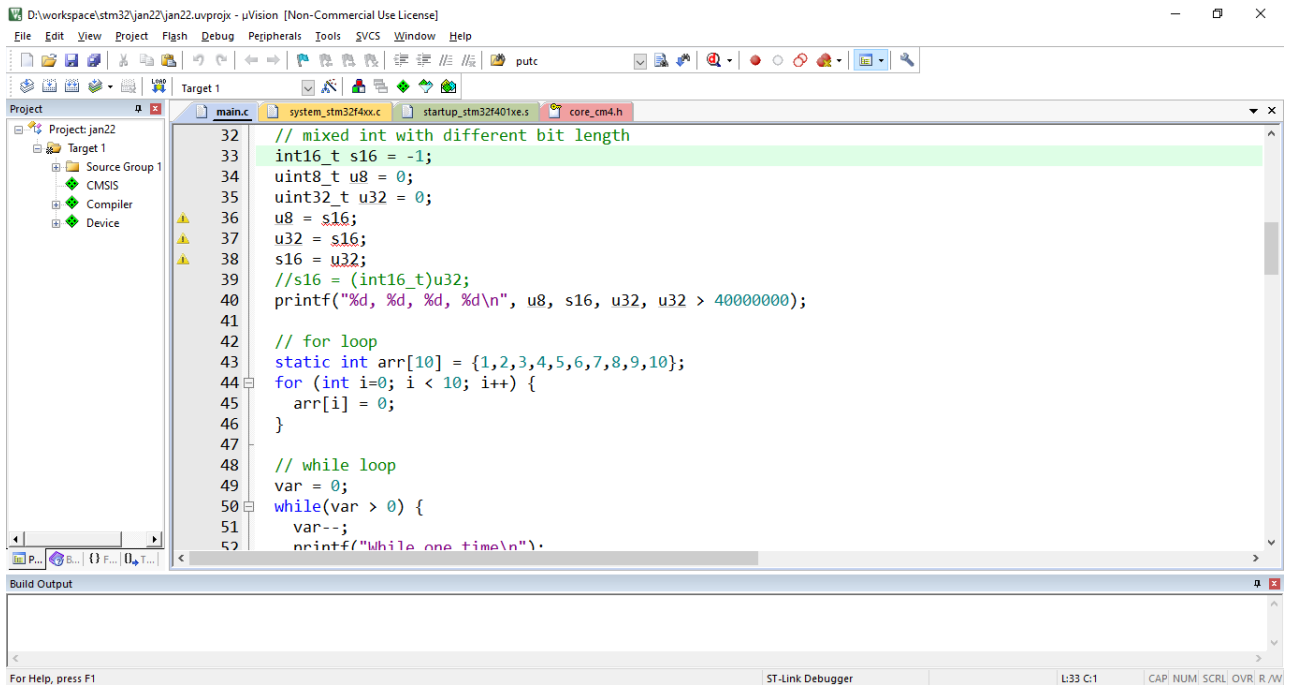 D:\workspace\stm32\jan22\jan22.uvprojx - µVision [Non-Commercial Use License]
File Edit View Project Flash Debug Peripherals Tools SVCS Window Help
putc
LOAD Target 1
Project
Project: jan22
Target 1
Source Group 1
CMSIS
Compiler
Device
P... B... {} F... 0 T...
main.c system_stm32f4xx.c startup_stm32f401xe.s core_cm4.h
32 // mixed int with different bit length
33 int16_t s16 = -1;
34 uint8_t u8 = 0;
35 uint32_t u32 = 0;
36 u8 = s16;
37 u32 = s16;
38 s16 = u32;
39 //s16 = (int16_t)u32;
40 printf("%d, %d, %d, %d\n", u8, s16, u32, u32 > 40000000);
41
42 // for loop
43 static int arr[10] = {1,2,3,4,5,6,7,8,9,10};
44 for (int i=0; i < 10; i++) {
45 arr[i] = 0;
46 }
47
48 // while loop
49 var = 0;
50 while(var > 0) {
51 var--;
52 printf("While one time\n");
Build Output
For Help, press F1 ST-Link Debugger L:33 C:1 CAP NUM SCRL OVR R/W